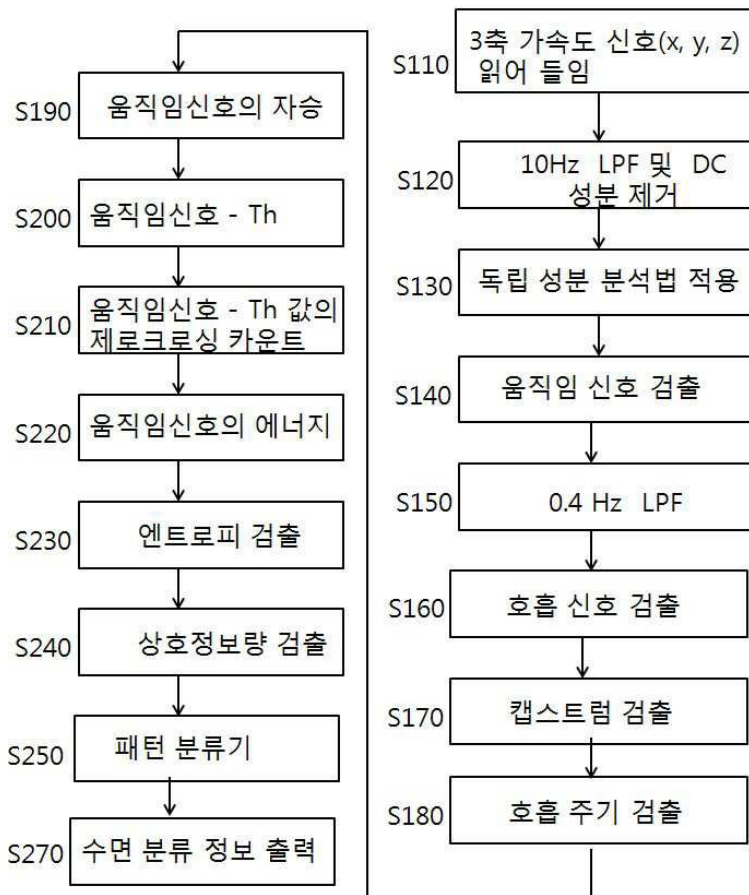 S110
3축 가속도 신호(x, y, z)
읽어 들임
S120
10Hz LPF 및 DC
성분 제거
S130
독립 성분 분석법 적용
S140
움직임 신호 검출
S150
0.4 Hz LPF
S160
호흡 신호 검출
S170
캡스트럼 검출
S180
호흡 주기 검출
S190
움직임신호의 자승
S200
움직임신호 - Th
S210
움직임신호 - Th 값의
제로크로싱 카운트
S220
움직임신호의 에너지
S230
엔트로피 검출
S240
상호정보량 검출
S250
패턴 분류기
S270
수면 분류 정보 출력